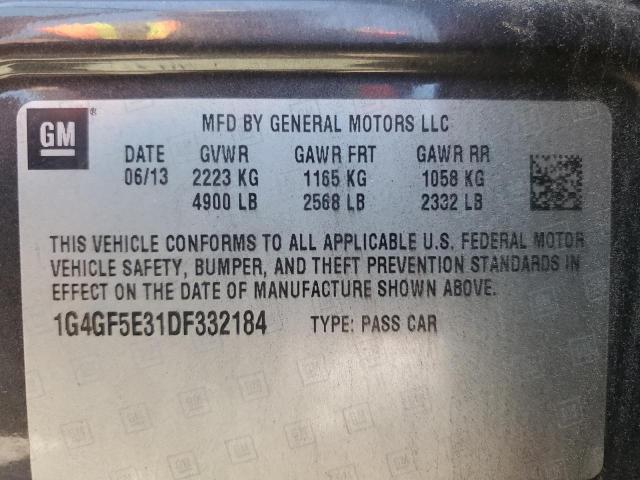 GM ® MFD BY GENERAL MOTORS LLC
DATE GVWR GAWR FRT GAWR RR
06/13 2223 KG 1165 KG 1058 KG
4900 LB 2568 LB 2332 LB
THIS VEHICLE CONFORMS TO ALL APPLICABLE U.S. FEDERAL MOTOR
VEHICLE SAFETY, BUMPER, AND THEFT PREVENTION STANDARDS IN
EFFECT ON THE DATE OF MANUFACTURE SHOWN ABOVE.
1G4GF5E31DF332184 TYPE: PASS CAR